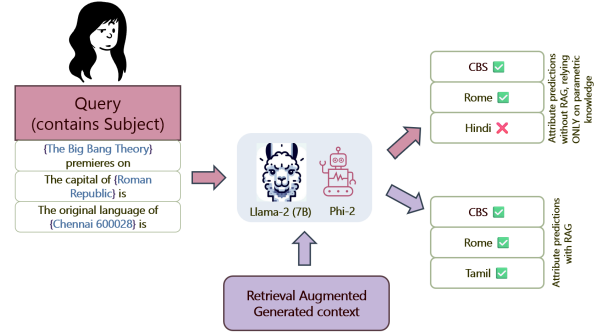 Query
(contains Subject)
{The Big Bang Theory}
premieres on
The capital of {Roman
Republic} is
The original language of
{Chennai 600028} is
Llama-2 (7B)
Phi-2
Retrieval Augmented
Generated context
CBS ✅
Rome ✅
Hindi ❌
Attribute predictions
without RAG, relying
ONLY on parametric
knowledge
CBS ✅
Rome ✅
Tamil ✅
Attribute predictions
with RAG